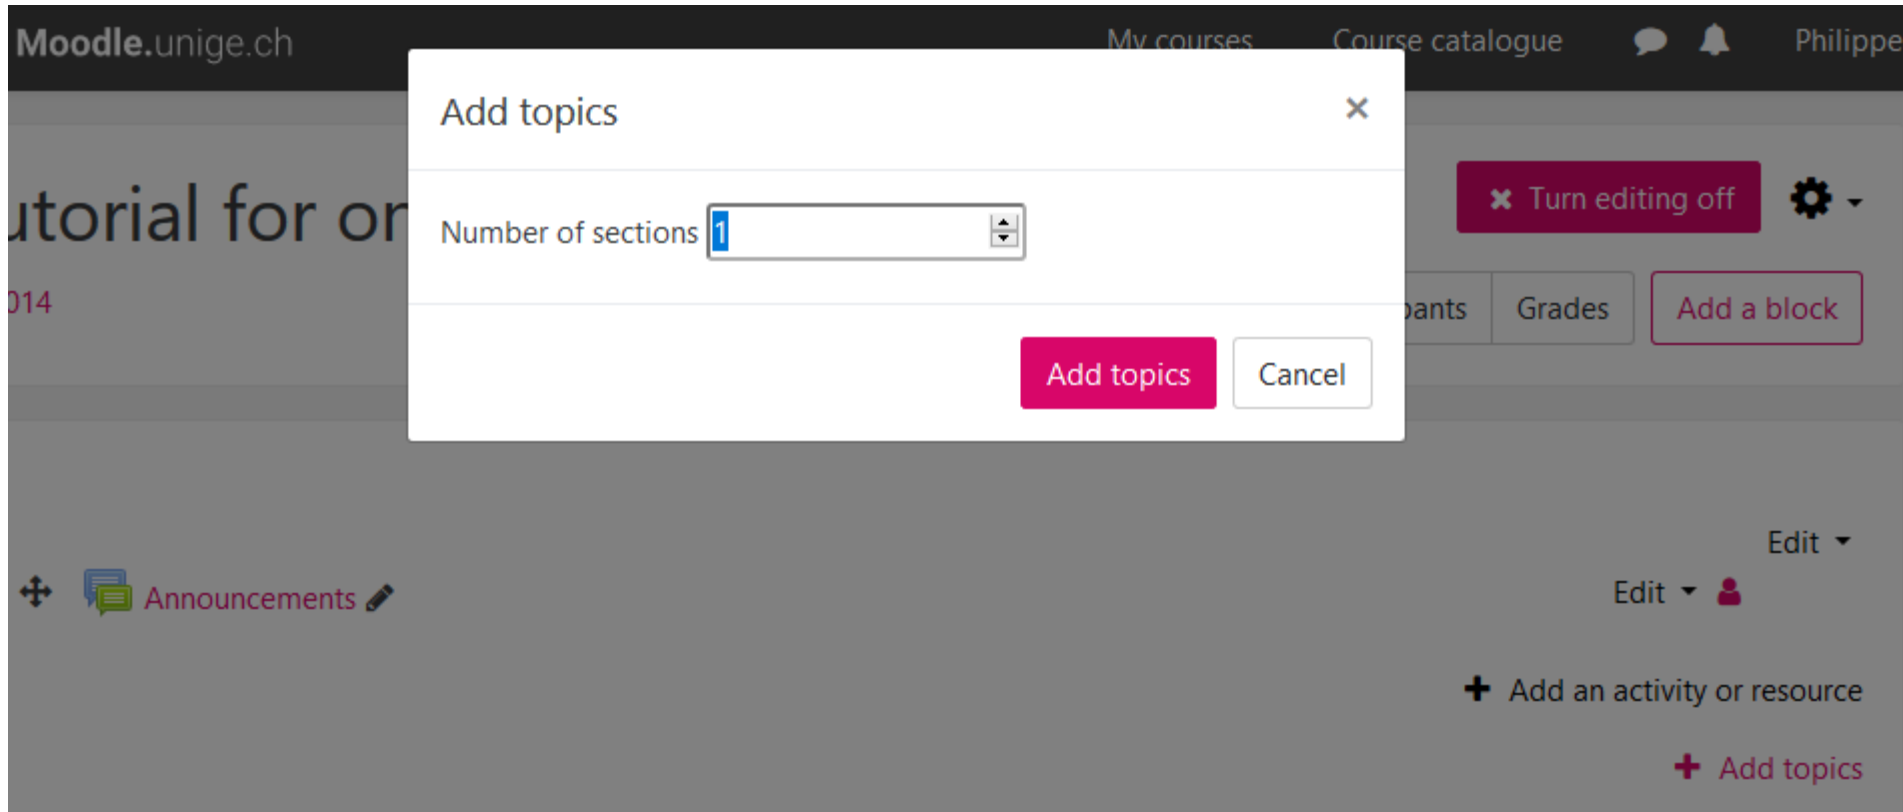 Moodle.unige.ch My courses Course catalogue Philippe
Add topics
utorial for or
Turn editing off
Number of sections 1
014
pants Grades Add a block
Add topics Cancel
Edit
Announcements Edit
Add an activity or resource
Add topics